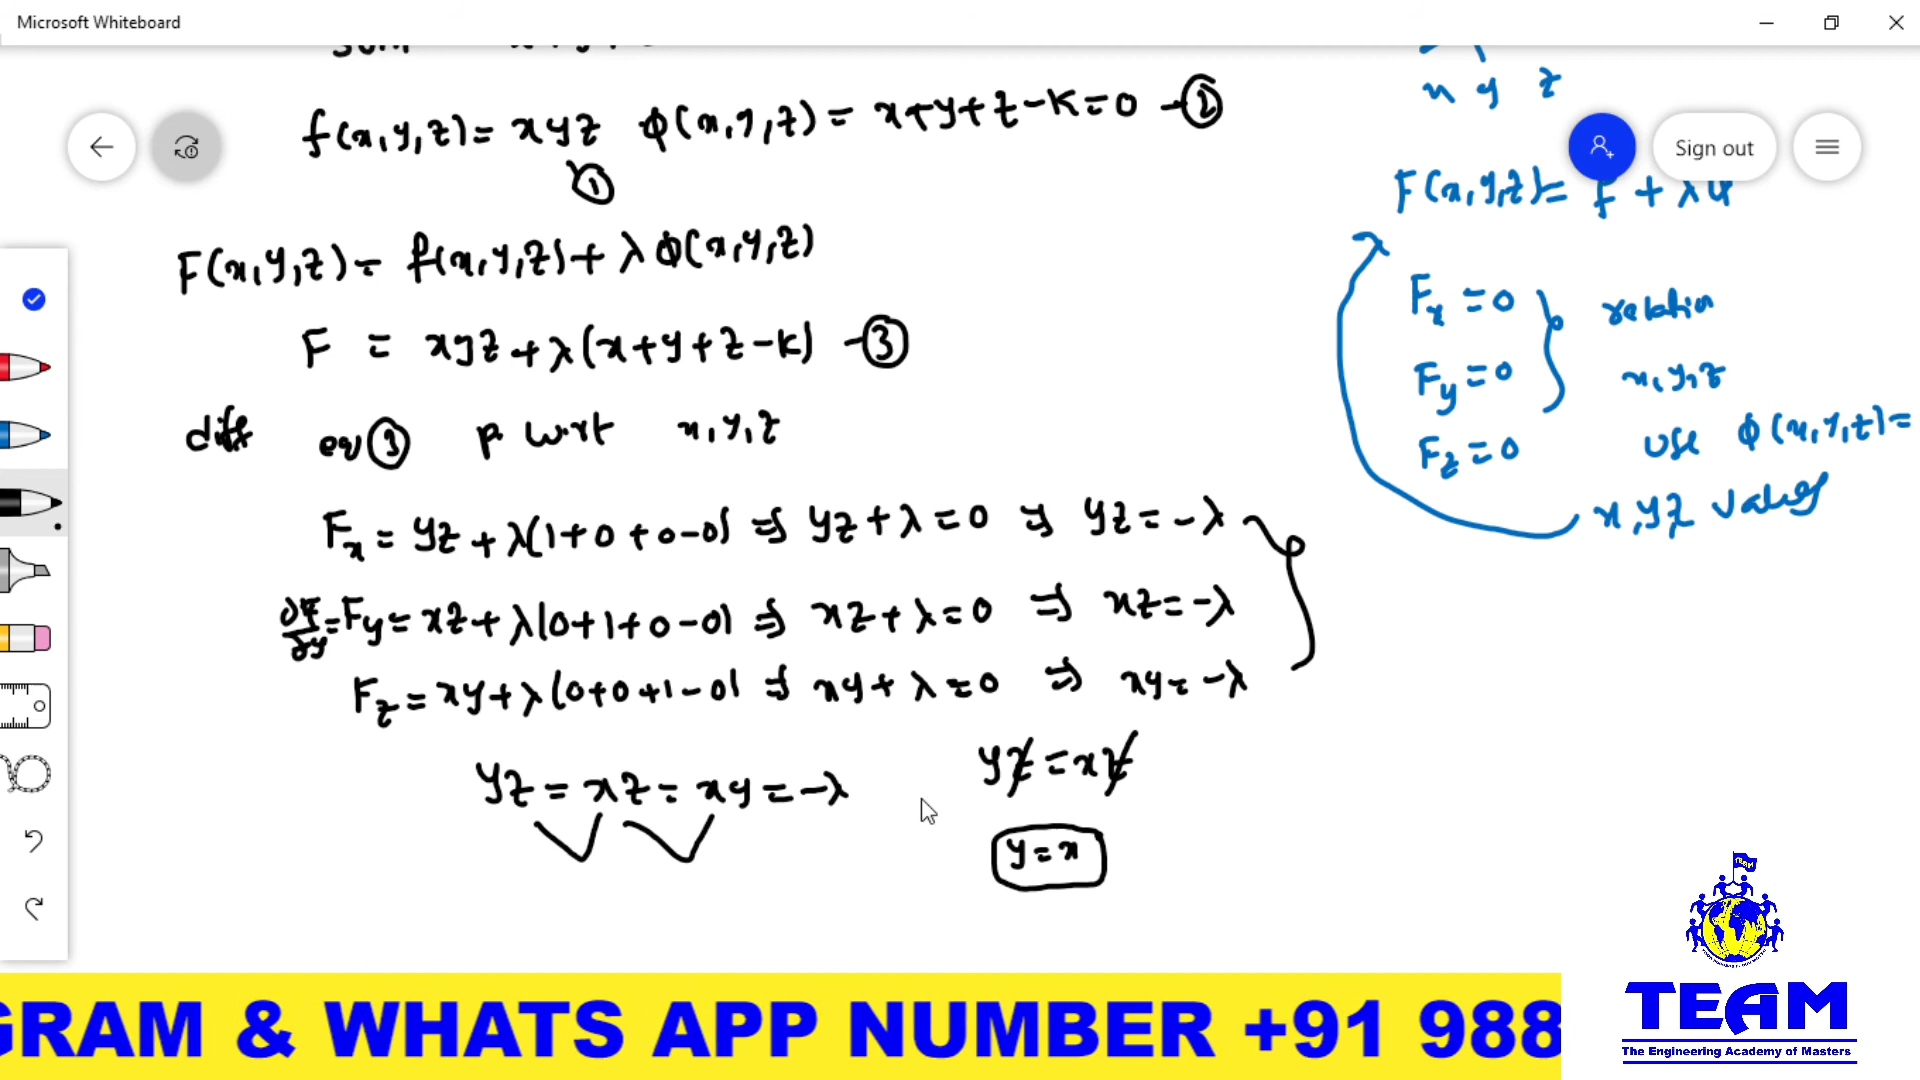 Microsoft Whiteboard
x y z
f(x,y,z) = xyz φ(x,y,z) = x+y+z-K=0 -②
①
Sign out
F(x,y,z) = f + λφ
F(x,y,z) = f(x,y,z) + λ φ(x,y,z)
F = xyz + λ(x+y+z-K) -③
diff eq ③ p w.r.t x,y,z
Fx = 0
Fy = 0
Fz = 0
relation
x,y,z
use φ(x,y,z)=
x,y,z values
Fx = yz + λ(1+0+0-0) ⇒ yz+λ=0 ⇒ yz=-λ
∂F/∂y = Fy = xz + λ(0+1+0-0) ⇒ xz+λ=0 ⇒ xz=-λ
Fz = xy + λ(0+0+1-0) ⇒ xy+λ=0 ⇒ xy=-λ
yz = xz = xy = -λ
yz = xz
y = x
GRAM & WHATS APP NUMBER +91 988
TEAM
TEAM
The Engineering Academy of Masters